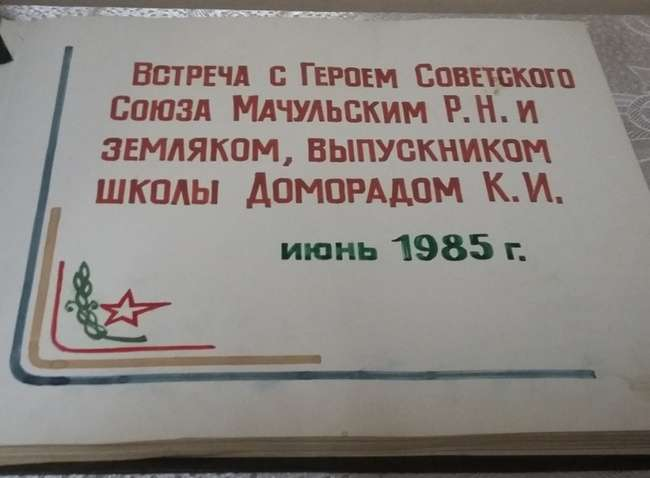 Встреча с Героем Советского
Союза Мачульским Р.Н. и
земляком, выпускником
школы Доморадом К.И.
июнь 1985 г.